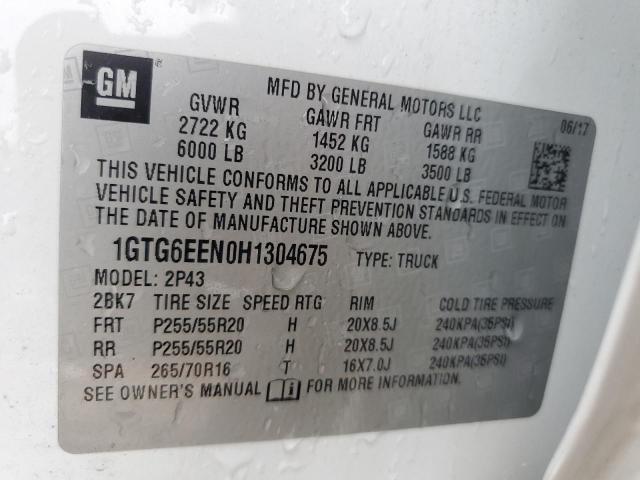 GM
MFD BY GENERAL MOTORS LLC
06/17
GVWR GAWR FRT GAWR RR
2722 KG 1452 KG 1588 KG
6000 LB 3200 LB 3500 LB
THIS VEHICLE CONFORMS TO ALL APPLICABLE U.S. FEDERAL MOTOR
VEHICLE SAFETY AND THEFT PREVENTION STANDARDS IN EFFECT ON
THE DATE OF MANUFACTURE SHOWN ABOVE.
1GTG6EEN0H1304675 TYPE: TRUCK
MODEL: 2P43
2BK7 TIRE SIZE SPEED RTG RIM COLD TIRE PRESSURE
FRT P255/55R20 H 20X8.5J 240KPA(35PSI)
RR P255/55R20 H 20X8.5J 240KPA(35PSI)
SPA 265/70R16 T 16X7.0J 240KPA(35PSI)
SEE OWNER'S MANUAL FOR MORE INFORMATION.